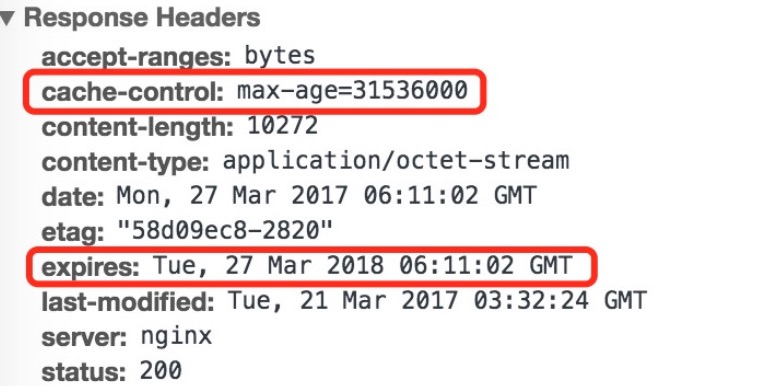 ▼ Response Headers
accept-ranges: bytes
cache-control: max-age=31536000
content-length: 10272
content-type: application/octet-stream
date: Mon, 27 Mar 2017 06:11:02 GMT
etag: "58d09ec8-2820"
expires: Tue, 27 Mar 2018 06:11:02 GMT
last-modified: Tue, 21 Mar 2017 03:32:24 GMT
server: nginx
status: 200